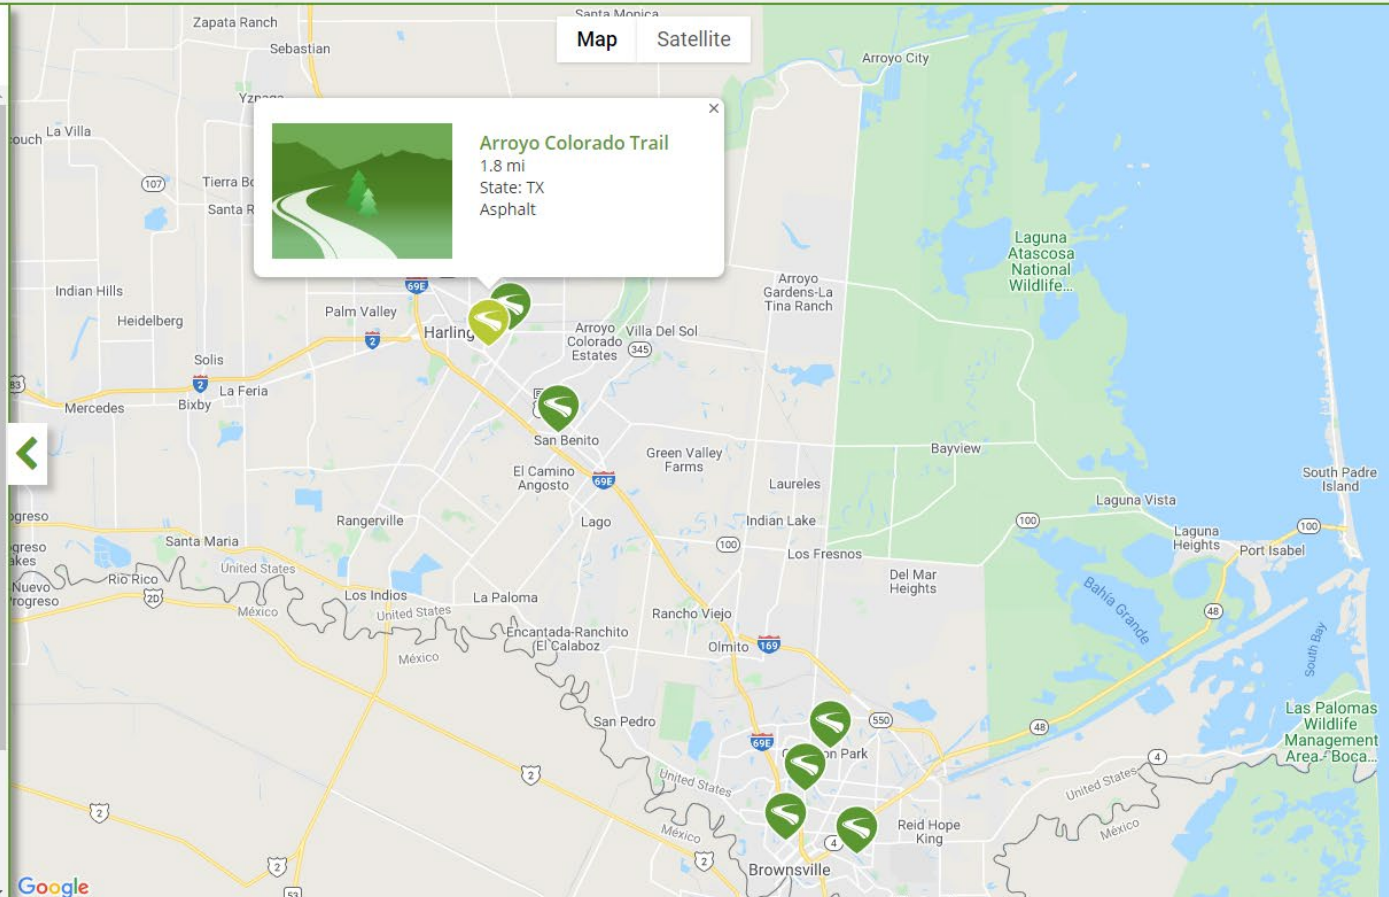 Zapata Ranch
Santa Monica
Sebastian
Map
Satellite
Arroyo City
La Villa
107
Arroyo Colorado Trail
1.8 mi
State: TX
Asphalt
×
Laguna
Atascosa
National
Wildlife...
Arroyo
Gardens-La
Tina Ranch
Indian Hills
69E
Palm Valley
Heidelberg
2
Arroyo
Colorado
Estates
Villa Del Sol
345
Solis
2
La Feria
Mercedes
Bixby
83
San Benito
Green Valley
Farms
Bayview
El Camino
Angosto
69E
Laureles
South Padre
Island
Laguna Vista
Rangerville
Lago
Indian Lake
100
Laguna
Heights
100
Port Isabel
Santa Maria
100
Los Fresnos
United States
Rio Rico
Nuevo
2D
México
Los Indios
United States
La Paloma
Del Mar
Heights
Bahía Grande
48
Rancho Viejo
Encantada-Ranchito
El Calaboz
México
Olmito
169
South Bay
San Pedro
550
48
69E
Las Palomas
Wildlife
Management
Area - Boca...
United States
2
4
United States
2
México
Reid Hope
King
México
4
2
2
Brownsville
Google
53